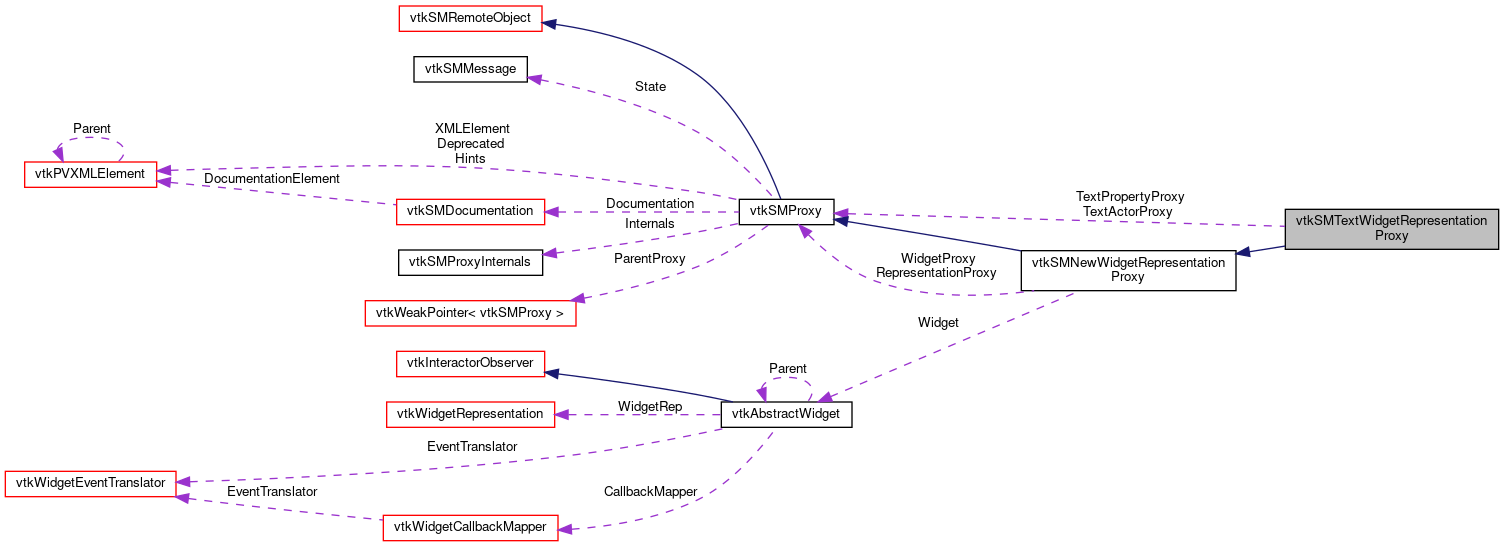 vtkSMRemoteObject
vtkSMMessage
State
Parent
XMLElement
Deprecated
Hints
vtkPVXMLElement
DocumentationElement
vtkSMDocumentation
Documentation
vtkSMProxy
TextPropertyProxy
TextActorProxy
vtkSMTextWidgetRepresentation
Proxy
Internals
vtkSMProxyInternals
ParentProxy
WidgetProxy
RepresentationProxy
vtkSMNewWidgetRepresentation
Proxy
vtkWeakPointer< vtkSMProxy >
Widget
vtkInteractorObserver
Parent
vtkWidgetRepresentation
WidgetRep
vtkAbstractWidget
EventTranslator
vtkWidgetEventTranslator
EventTranslator
CallbackMapper
vtkWidgetCallbackMapper